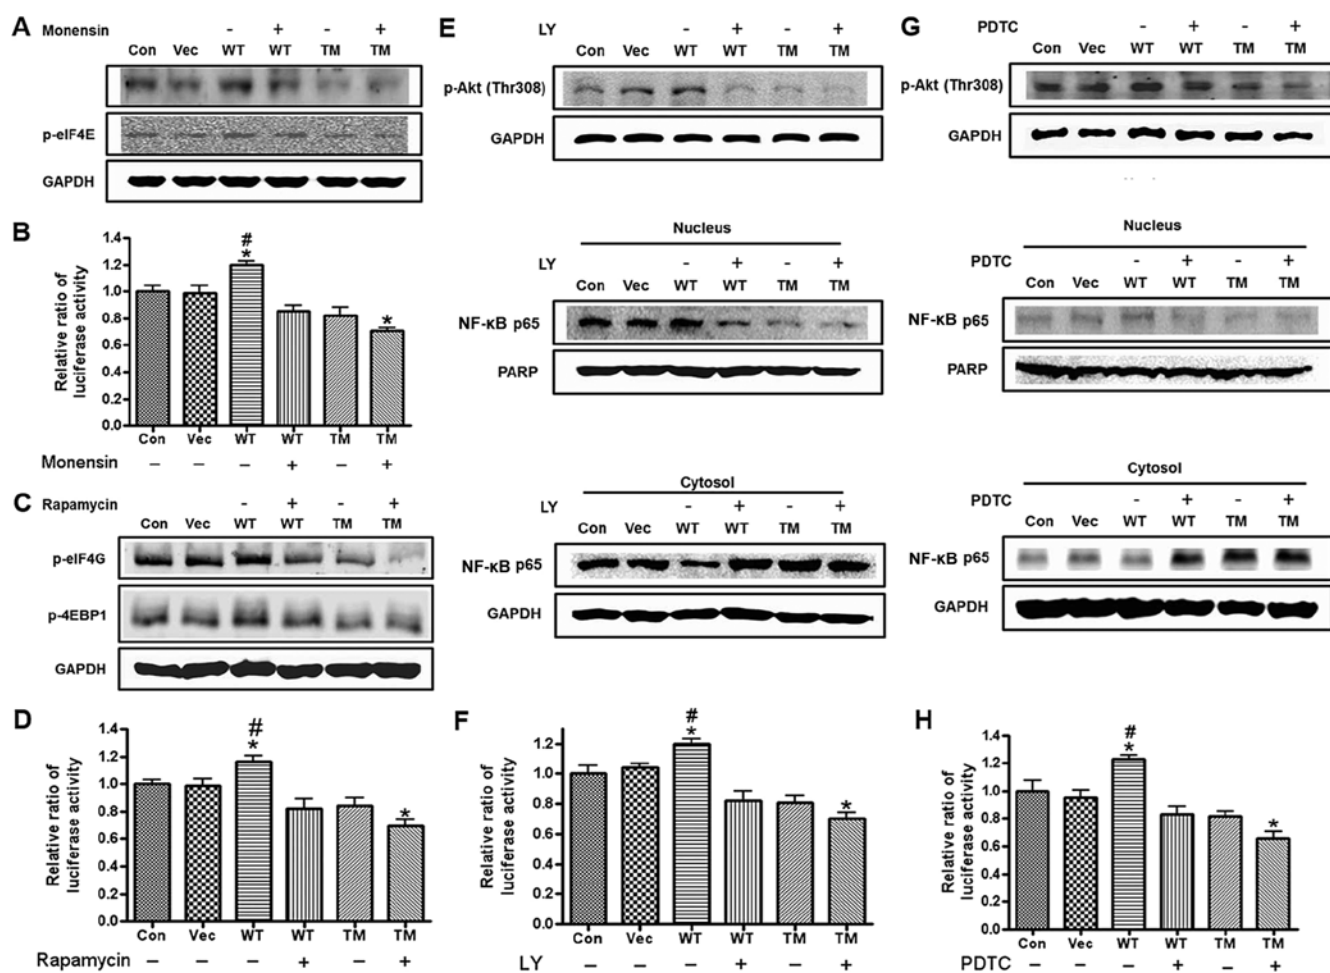 A
Monensin - + - +
Con Vec WT WT TM TM
p-eIF4E
GAPDH
B
Relative ratio of
luciferase activity
1.4
1.2
1.0
0.8
0.6
0.4
0.2
0.0
#
*
*
Con Vec WT WT TM TM
Monensin – – – + – +
C
Rapamycin - + - +
Con Vec WT WT TM TM
p-eIF4G
p-4EBP1
GAPDH
D
Relative ratio of
luciferase activity
1.4
1.2
1.0
0.8
0.6
0.4
0.2
0.0
#
*
*
Con Vec WT WT TM TM
Rapamycin – – – + – +
E
LY - + - +
Con Vec WT WT TM TM
p-Akt (Thr308)
GAPDH
Nucleus
LY - + - +
Con Vec WT WT TM TM
NF-κB p65
PARP
Cytosol
LY - + - +
Con Vec WT WT TM TM
NF-κB p65
GAPDH
F
Relative ratio of
luciferase activity
1.2
1.0
0.8
0.6
0.4
0.2
0.0
#
*
*
Con Vec WT WT TM TM
LY – – – + – +
G
PDTC - + - +
Con Vec WT WT TM TM
p-Akt (Thr308)
GAPDH
Nucleus
PDTC - + - +
Con Vec WT WT TM TM
NF-κB p65
PARP
Cytosol
PDTC - + - +
Con Vec WT WT TM TM
NF-κB p65
GAPDH
H
Relative ratio of
luciferase activity
1.4
1.2
1.0
0.8
0.6
0.4
0.2
0.0
#
*
*
Con Vec WT WT TM TM
PDTC – – – + – +